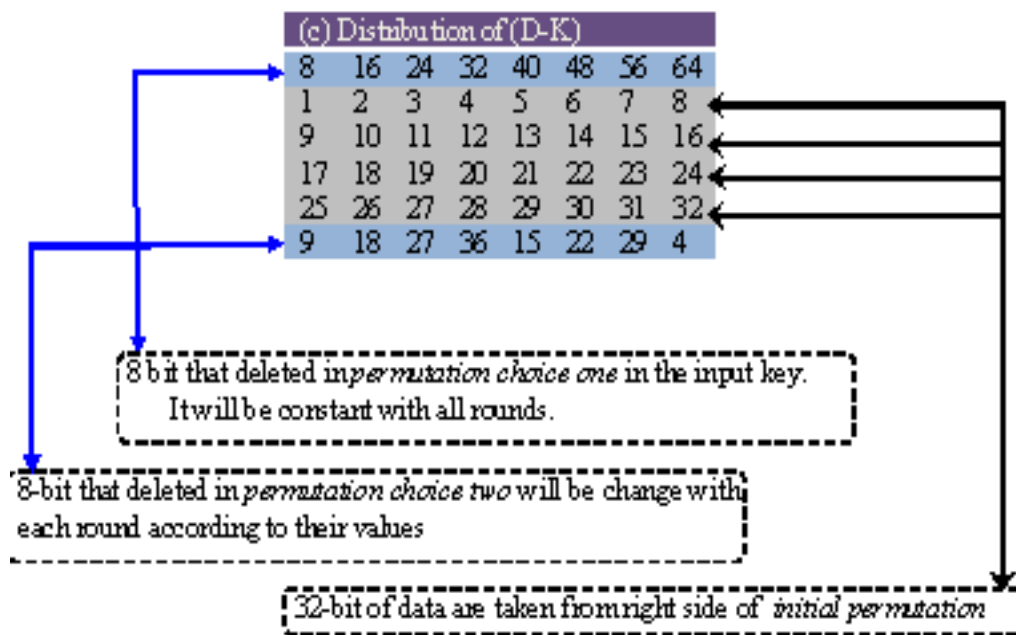 (c) Distribution of (D-K)
8 16 24 32 40 48 56 64
1 2 3 4 5 6 7 8
9 10 11 12 13 14 15 16
17 18 19 20 21 22 23 24
25 26 27 28 29 30 31 32
9 18 27 36 15 22 29 4
8 bit that deleted in permutation choice one in the input key.
It will be constant with all rounds.
8-bit that deleted in permutation choice two will be change with
each round according to their values
32-bit of data are taken from right side of initial permutation